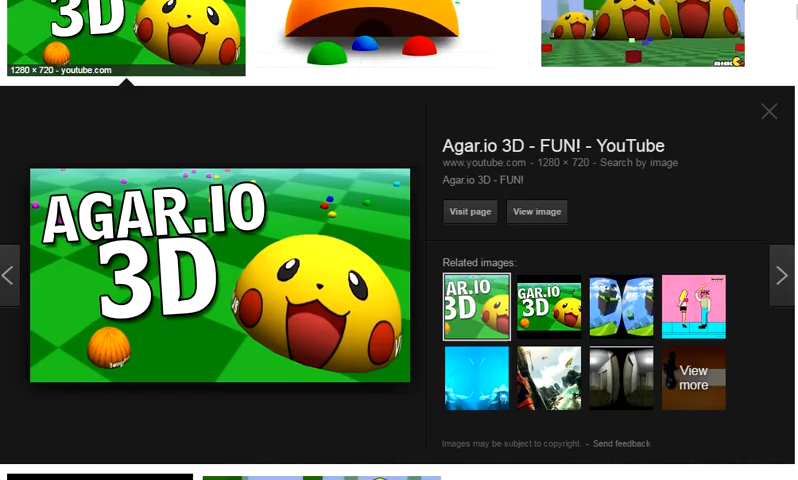 3D
1280 × 720 - youtube.com
Agar.io 3D - FUN! - YouTube
www.youtube.com - 1280 × 720 - Search by image
Agar.io 3D - FUN!
Visit page
View image
AGAR.IO
3D
Related images:
AR.IO
3D
GAR.IO
3D
View
more
Images may be subject to copyright. - Send feedback